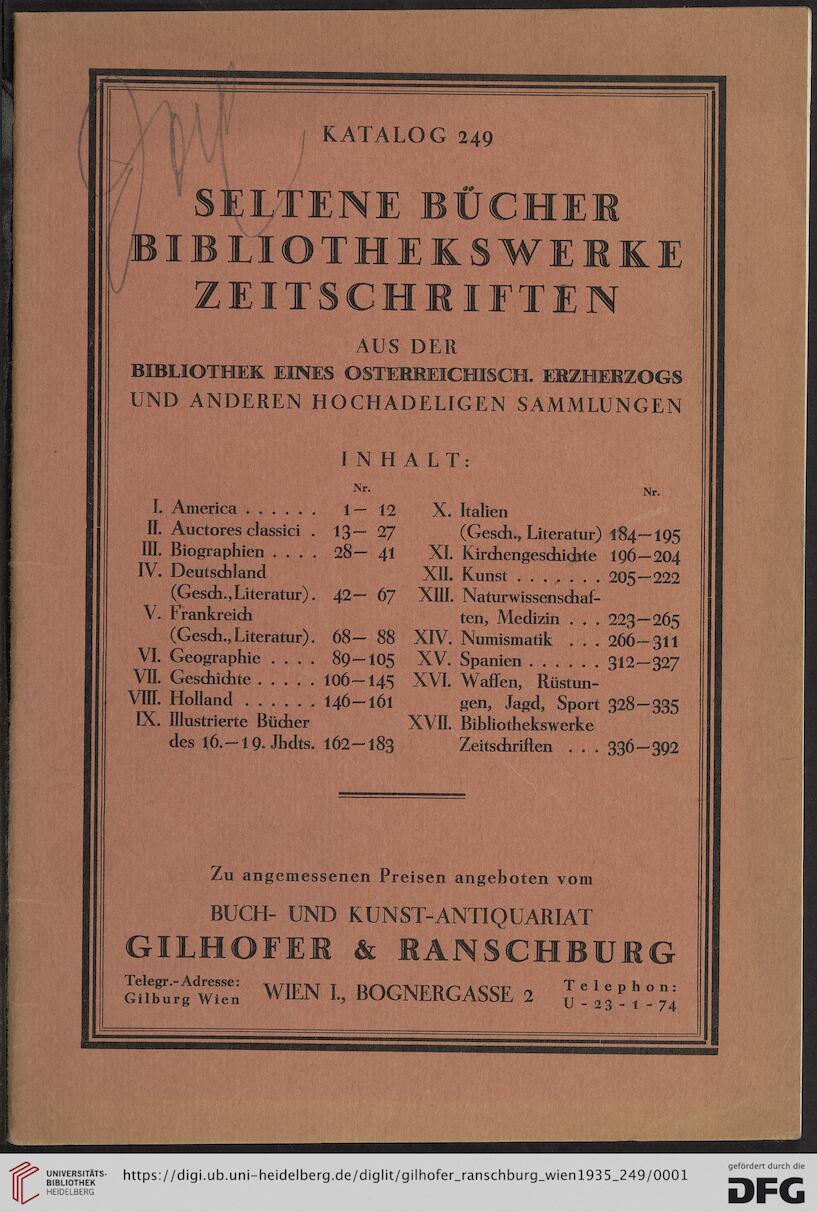 KATALOG 249
SELTENE BÜCHER
BIBLIOTHEKSWERKE
ZEITSCHRIFTEN
AUS DER
BIBLIOTHEK EINES OSTERREICHISCH. ERZHERZOGS
UND ANDEREN HOCHADELIGEN SAMMLUNGEN
INHALT:
Nr.
I. America . . . . . . 1— 12
II. Auctores classici . 13— 27
III. Biographien . . . . 28— 41
IV. Deutschland
(Gesch., Literatur) . 42— 67
V. Frankreich
(Gesch., Literatur) . 68— 88
VI. Geographie . . . . 89—105
VII. Geschichte . . . . . 106—145
VIII. Holland . . . . . . 146—161
IX. Illustrierte Bücher
des 16.—19. Jhdts. 162—183
Nr.
X. Italien
(Gesch., Literatur) 184—195
XI. Kirchengeschichte 196—204
XII. Kunst . . . . . . . 205—222
XIII. Naturwissenschaf-
ten, Medizin . . . 223—265
XIV. Numismatik . . . 266—311
XV. Spanien . . . . . . 312—327
XVI. Waffen, Rüstun-
gen, Jagd, Sport 328—335
XVII. Bibliothekswerke
Zeitschriften . . . 336—392
Zu angemessenen Preisen angeboten vom
BUCH- UND KUNST-ANTIQUARIAT
GILHOFER & RANSCHBURG
Telegr.-Adresse:
Gilburg Wien
WIEN I., BOGNERGASSE 2
Telephon:
U-23-1-74
UNIVERSITÄTS-
BIBLIOTHEK
HEIDELBERG
https://digi.ub.uni-heidelberg.de/diglit/gilhofer_ranschburg_wien1935_249/0001
gefördert durch die
DFG